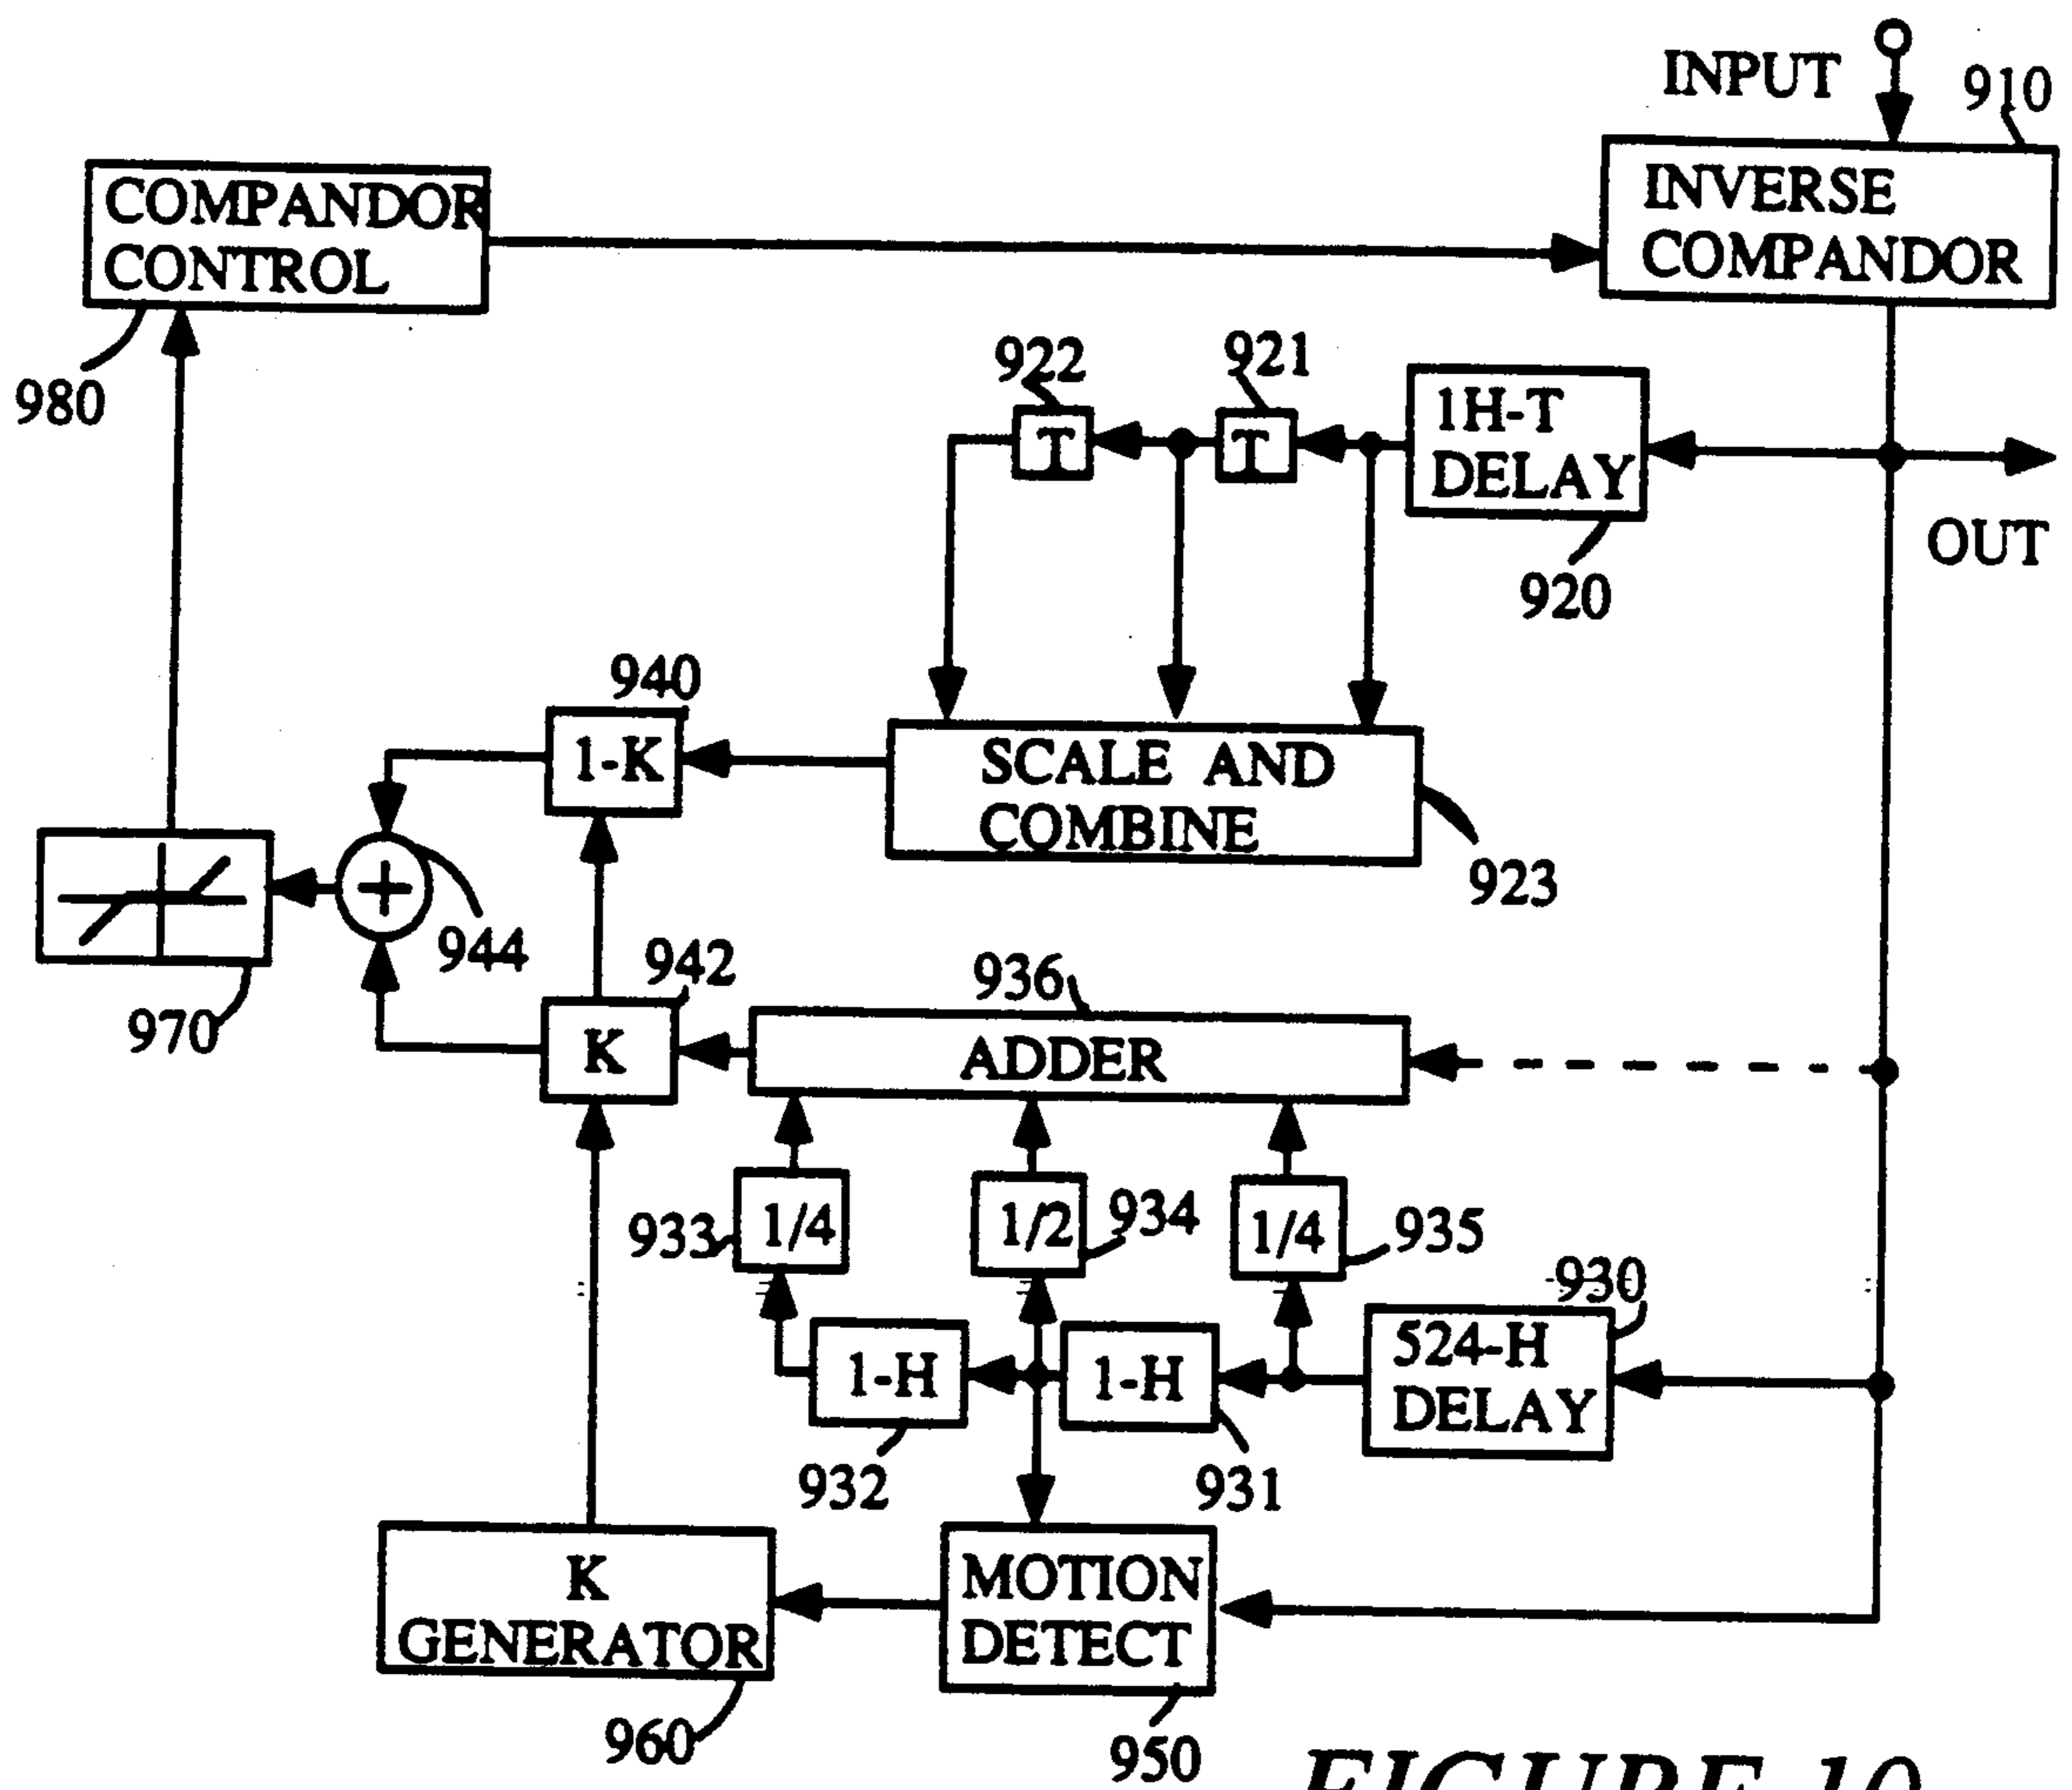 INPUT
910
COMPANDOR
CONTROL
INVERSE
COMPANDOR
980
922
921
1H-T
DELAY
T
T
OUT
920
940
1-K
SCALE AND
COMBINE
923
+
944
970
942
936
K
ADDER
933
1/4
1/2
934
1/4
935
930
524-H
DELAY
1-H
1-H
932
931
K
GENERATOR
MOTION
DETECT
960
950
FIGURE 10